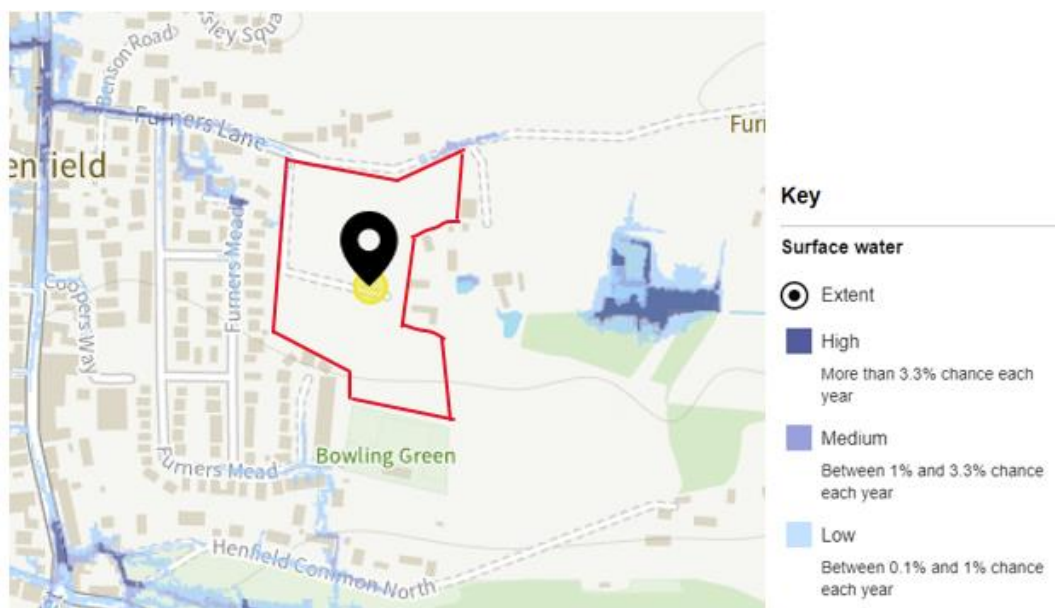 sley Squa
Benson Road
Furners Lane
Furn
enfield
Furners Mead
Coopers Way
Bowling Green
Furners Mead
Henfield Common North
Key
Surface water
Extent
High
More than 3.3% chance each
year
Medium
Between 1% and 3.3% chance
each year
Low
Between 0.1% and 1% chance
each year